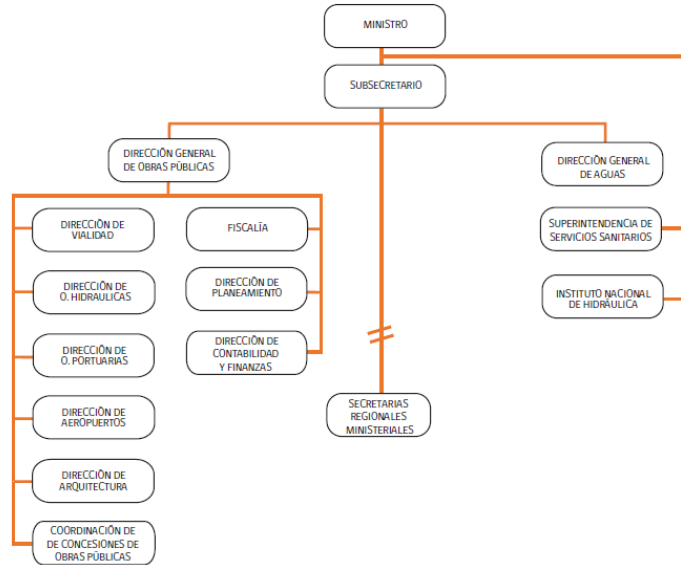 MINISTRO
SUBSECRETARIO
DIRECCIÓN GENERAL
DE OBRAS PÚBLICAS
DIRECCIÓN GENERAL
DE AGUAS
DIRECCIÓN DE
VIALIDAD
FISCALÍA
SUPERINTENDENCIA DE
SERVICIOS SANITARIOS
DIRECCIÓN DE
O. HIDRAULICAS
DIRECCIÓN DE
PLANEAMIENTO
INSTITUTO NACIONAL
DE HIDRÁULICA
DIRECCIÓN DE
O. PORTUARIAS
DIRECCIÓN DE
CONTABILIDAD
Y FINANZAS
DIRECCIÓN DE
AEROPUERTOS
SECRETARIAS
REGIONALES
MINISTERIALES
DIRECCIÓN DE
ARQUITECTURA
COORDINACIÓN DE
DE CONCESIONES DE
OBRAS PÚBLICAS